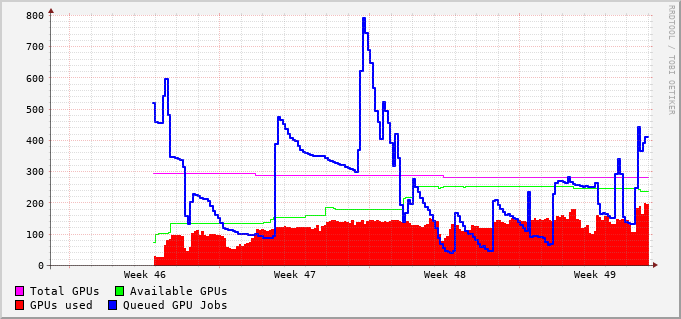 800
700
600
500
400
300
200
100
0
Week 46 Week 47 Week 48 Week 49
Total GPUs Available GPUs
GPUs used Queued GPU Jobs
RRDTOOL / TOBI OETIKER